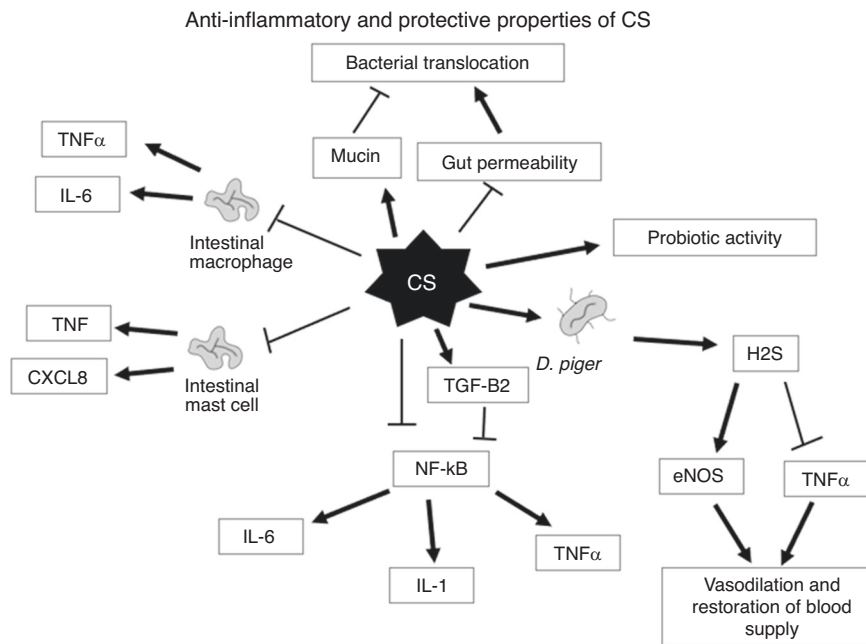 Anti-inflammatory and protective properties of CS
Bacterial translocation
TNFα
Mucin
Gut permeability
IL-6
Intestinal
macrophage
Probiotic activity
CS
TNF
CXCL8
Intestinal
mast cell
D. piger
H2S
TGF-B2
NF-kB
eNOS
TNFα
IL-6
IL-1
TNFα
Vasodilation and
restoration of blood
supply